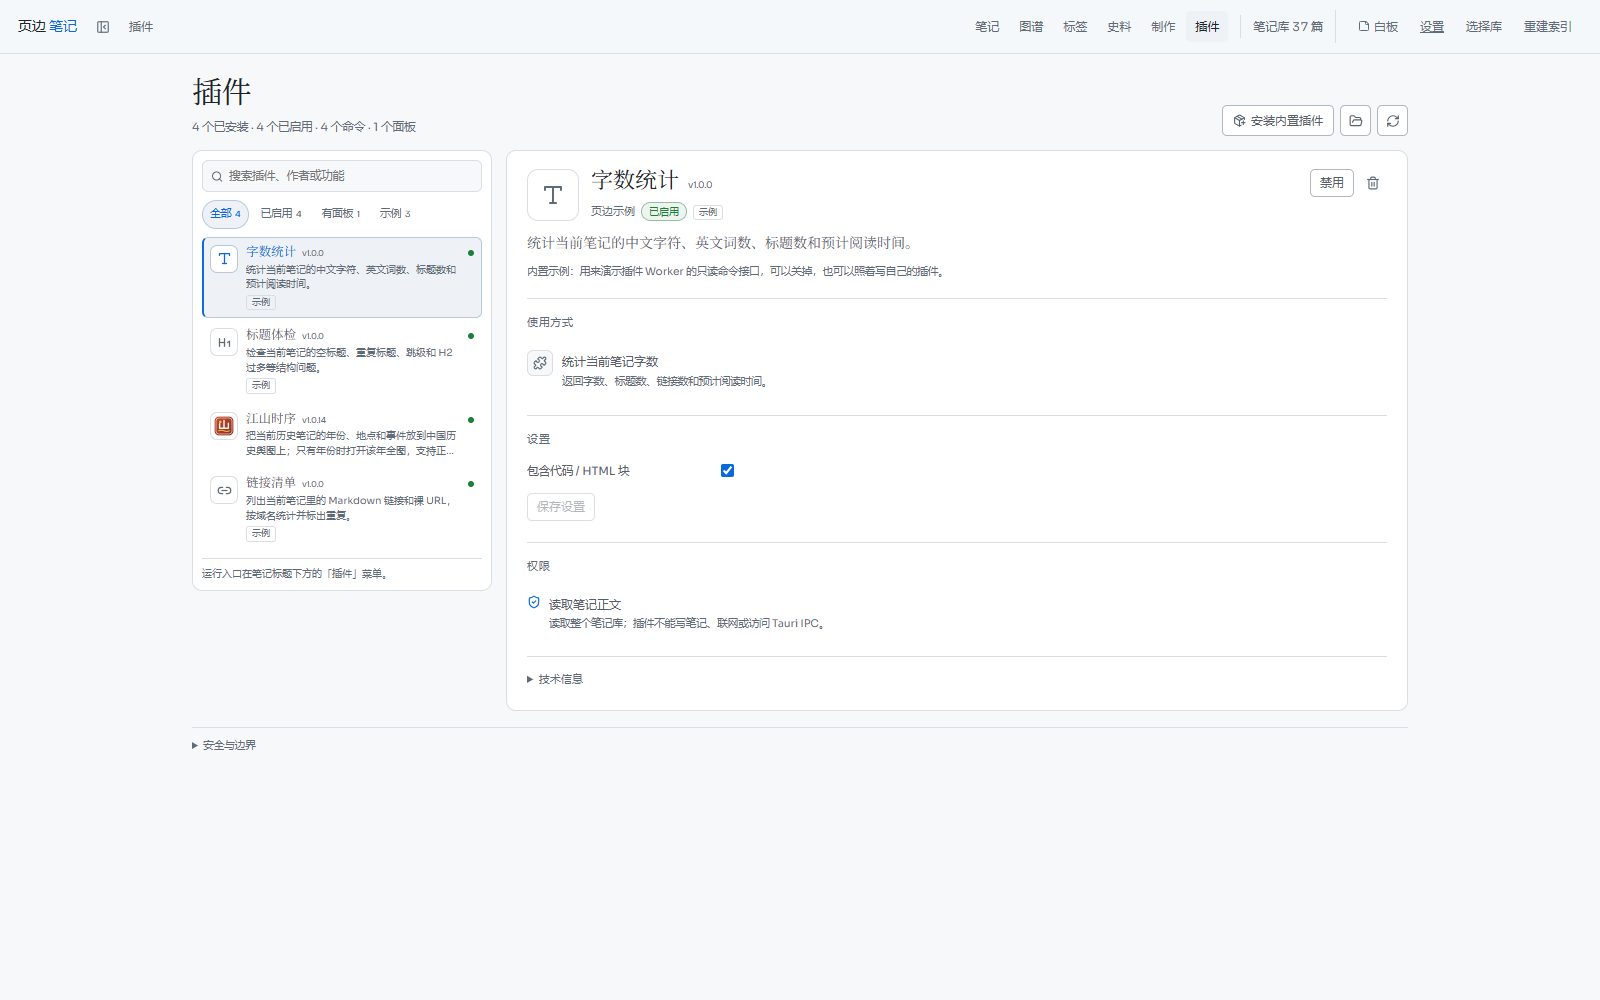 页边 笔记 插件 笔记 图谱 标签 史料 制作 插件 笔记库 37 篇 白板 设置 选择库 重建索引
插件
4 个已安装 · 4 个已启用 · 4 个命令 · 1 个面板
安装内置插件
搜索插件、作者或功能
全部 4 已启用 4 有面板 1 示例 3
字数统计 v1.0.0
统计当前笔记的中文字符、英文词数、标题数和
预计阅读时间。
示例
标题体检 v1.0.0
检查当前笔记的空标题、重复标题、跳级和 H2
过多等结构问题。
示例
江山时序 v1.0.14
把当前历史笔记的年份、地点和事件放到中国历
史舆图上；只有年份时打开该年全图，支持正...
链接清单 v1.0.0
列出当前笔记里的 Markdown 链接和裸 URL，
按域名统计并标出重复。
示例
运行入口在笔记标题下方的「插件」菜单。
字数统计 v1.0.0
页边示例 已启用 示例
禁用
统计当前笔记的中文字符、英文词数、标题数和预计阅读时间。
内置示例：用来演示插件 Worker 的只读命令接口，可以关掉，也可以照着写自己的插件。
使用方式
统计当前笔记字数
返回字数、标题数、链接数和预计阅读时间。
设置
包含代码 / HTML 块
保存设置
权限
读取笔记正文
读取整个笔记库；插件不能写笔记、联网或访问 Tauri IPC。
技术信息
安全与边界